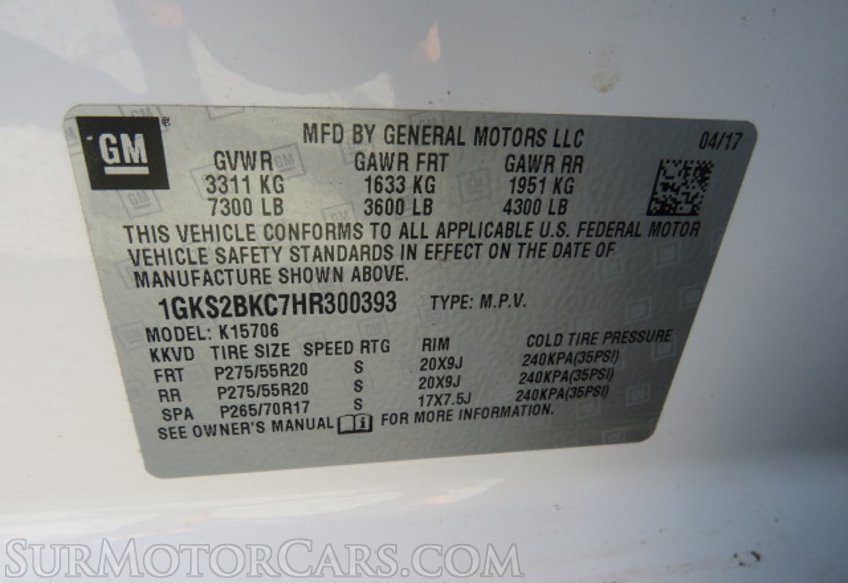 GM ® MFD BY GENERAL MOTORS LLC 04/17
GVWR GAWR FRT GAWR RR
3311 KG 1633 KG 1951 KG
7300 LB 3600 LB 4300 LB
THIS VEHICLE CONFORMS TO ALL APPLICABLE U.S. FEDERAL MOTOR
VEHICLE SAFETY STANDARDS IN EFFECT ON THE DATE OF
MANUFACTURE SHOWN ABOVE.
1GKS2BKC7HR300393 TYPE: M.P.V.
MODEL: K15706
KKVD TIRE SIZE SPEED RTG RIM COLD TIRE PRESSURE
FRT P275/55R20 S 20X9J 240KPA(35PSI)
RR P275/55R20 S 20X9J 240KPA(35PSI)
SPA P265/70R17 S 17X7.5J 240KPA(35PSI)
SEE OWNER'S MANUAL i FOR MORE INFORMATION.
SURMOTORCARS.COM